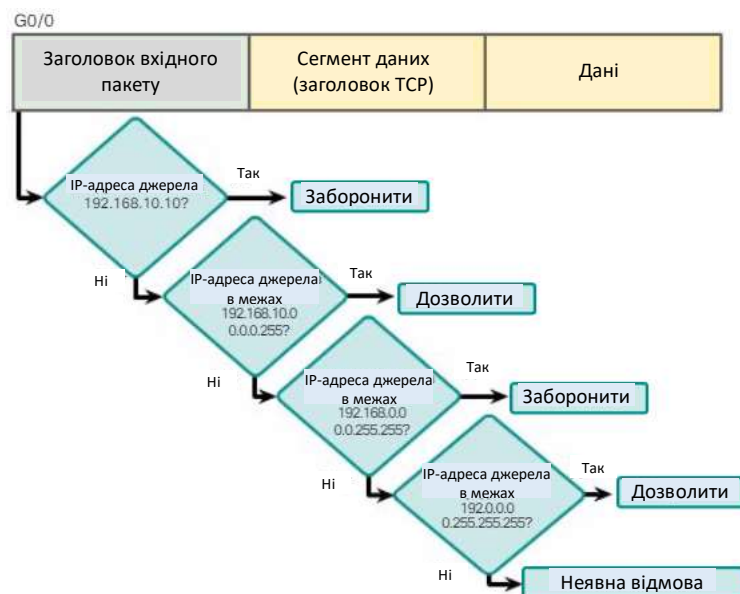 G0/0
Заголовок вхідного
пакету
Сегмент даних
(заголовок TCP)
Дані
IP-адреса джерела
192.168.10.10?
Так
Заборонити
Ні
IP-адреса джерела
в межах
192.168.10.0
0.0.0.255?
Так
Дозволити
Ні
IP-адреса джерела
в межах
192.168.0.0
0.0.255.255?
Так
Заборонити
Ні
IP-адреса джерела
в межах
192.0.0.0
0.255.255.255?
Так
Дозволити
Ні
Неявна відмова